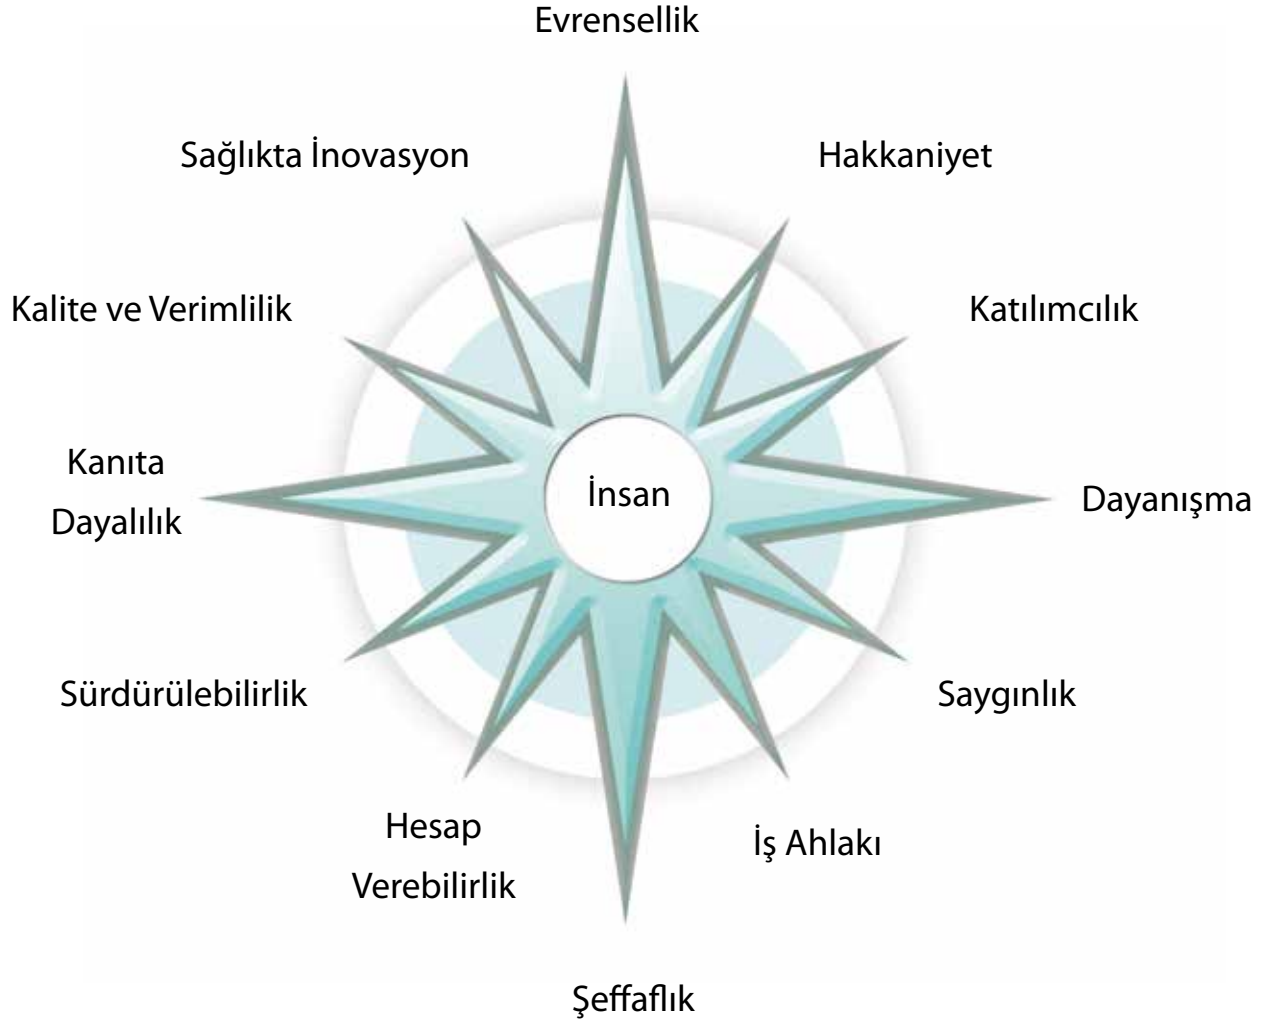 Evrensellik
Sağlıkta İnovasyon
Hakkaniyet
Kalite ve Verimlilik
Katılımcılık
Kanıta
Dayalılık
İnsan
Dayanışma
Sürdürülebilirlik
Saygınlık
Hesap
Verebilirlik
İş Ahlakı
Şeffaflık